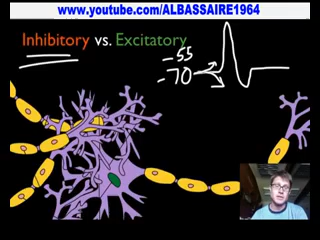 www.youtube.com/ALBASSAIRE1964
Inhibitory vs. Excitatory
-55
-70